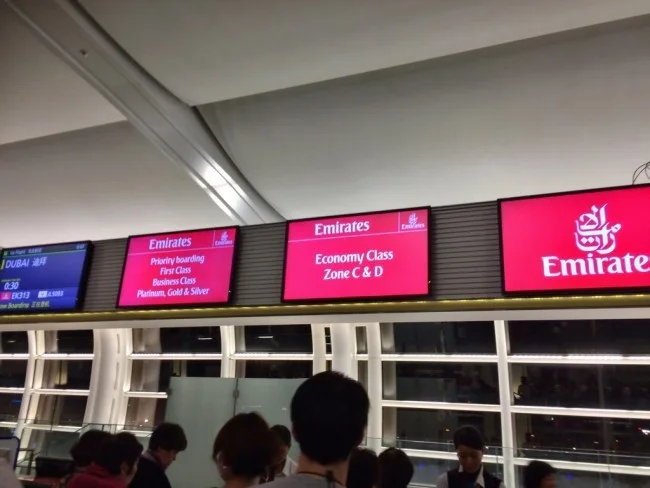 DUBAI 迪拜
0:30
EK313
Emirates
Priority boarding
First Class
Business Class
Platinum, Gold & Silver
Emirates
Economy Class
Zone C & D
Emirates